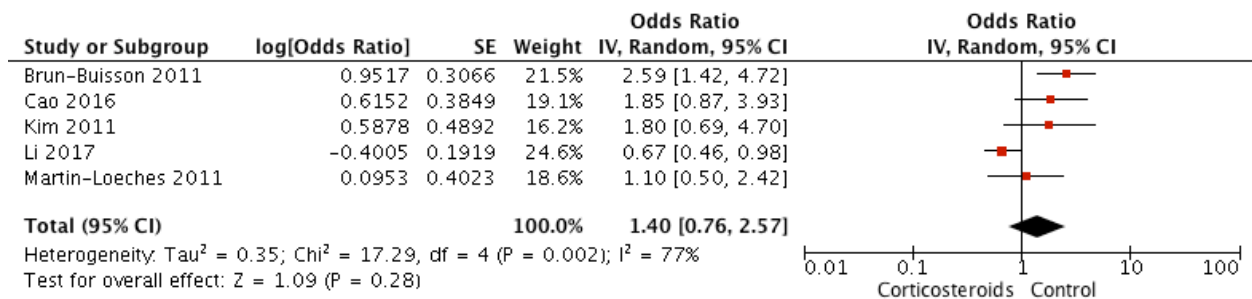 Odds Ratio Odds Ratio
Study or Subgroup log[Odds Ratio] SE Weight IV, Random, 95% CI IV, Random, 95% CI
Brun-Buisson 2011 0.9517 0.3066 21.5% 2.59 [1.42, 4.72]
Cao 2016 0.6152 0.3849 19.1% 1.85 [0.87, 3.93]
Kim 2011 0.5878 0.4892 16.2% 1.80 [0.69, 4.70]
Li 2017 -0.4005 0.1919 24.6% 0.67 [0.46, 0.98]
Martin-Loeches 2011 0.0953 0.4023 18.6% 1.10 [0.50, 2.42]
Total (95% CI) 100.0% 1.40 [0.76, 2.57]
Heterogeneity: Tau² = 0.35; Chi² = 17.29, df = 4 (P = 0.002); I² = 77%
Test for overall effect: Z = 1.09 (P = 0.28)
0.01 0.1 1 10 100
Corticosteroids Control